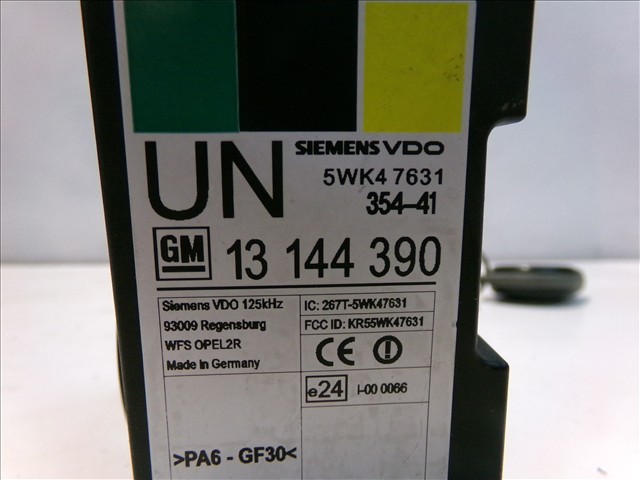 UN
SIEMENS VDO
5WK4 7631
354-41
GM 13 144 390
Siemens VDO 125kHz
93009 Regensburg
WFS OPEL2R
Made in Germany
IC: 267T-5WK47631
FCC ID: KR55WK47631
CE
e24 I-00 0066
>PA6 - GF30<